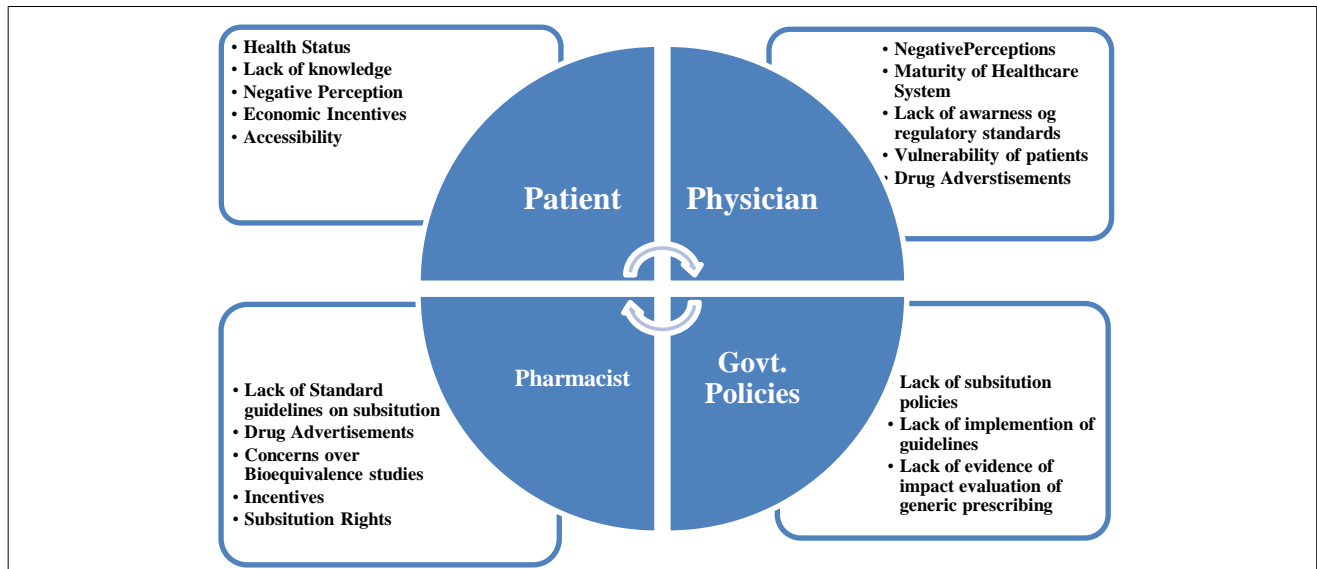 • Health Status
• Lack of knowledge
• Negative Perception
• Economic Incentives
• Accessibility
• NegativePerceptions
• Maturity of Healthcare
System
• Lack of awarness og
regulatory standards
• Vulnerability of patients
• Drug Adverstisements
Patient
Physician
Pharmacist
Govt.
Policies
• Lack of Standard
guidelines on subsitution
• Drug Advertisements
• Concerns over
Bioequivalence studies
• Incentives
• Subsitution Rights
• Lack of subsitution
policies
• Lack of implemention of
guidelines
• Lack of evidence of
impact evaluation of
generic prescribing